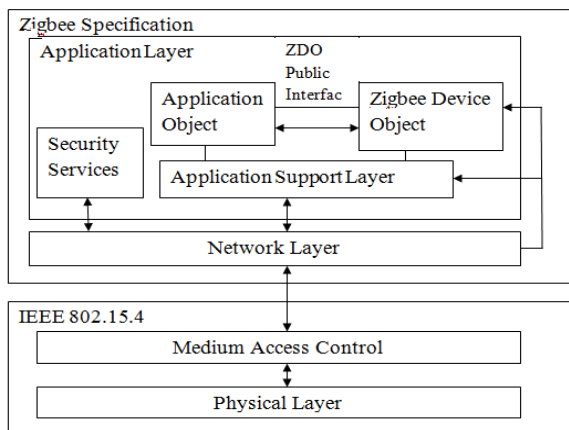 Zigbee Specification
Application Layer
ZDO
Public
Interfac
Application
Object
Zigbee Device
Object
Security
Services
Application Support Layer
Network Layer
IEEE 802.15.4
Medium Access Control
Physical Layer